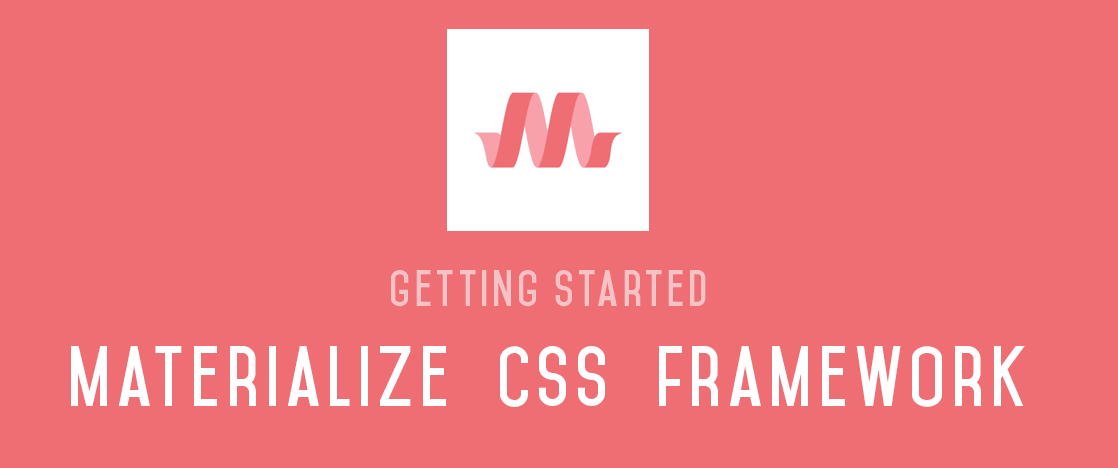 GETTING STARTED
MATERIALIZE CSS FRAMEWORK